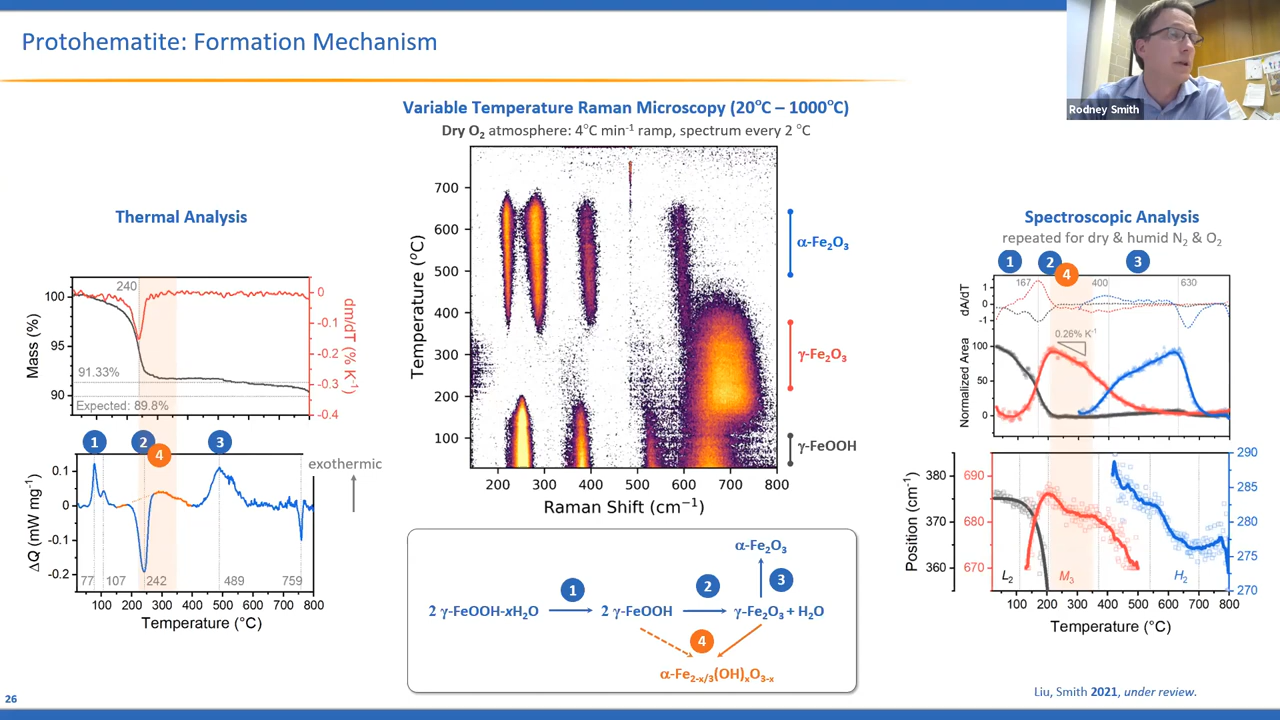 Protohematite: Formation Mechanism
Rodney Smith
Variable Temperature Raman Microscopy (20°C – 1000°C)
Dry O₂ atmosphere: 4°C min⁻¹ ramp, spectrum every 2 °C
Thermal Analysis
240
100
95
90
Mass (%)
91.33%
Expected: 89.8%
0
-0.1
-0.2
-0.3
-0.4
dm/dT (% K⁻¹)
1
2
4
3
exothermic
0.1
0
-0.1
-0.2
ΔQ (mW mg⁻¹)
77
107
242
489
759
100 200 300 400 500 600 700 800
Temperature (°C)
700
600
500
400
300
200
100
Temperature (°C)
200 300 400 500 600 700 800
Raman Shift (cm⁻¹)
α-Fe₂O₃
γ-Fe₂O₃
γ-FeOOH
α-Fe₂O₃
1
2
3
2 γ-FeOOH-xH₂O
2 γ-FeOOH
γ-Fe₂O₃ + H₂O
4
α-Fe₂₋ₓ/₃(OH)ₓO₃₋ₓ
Spectroscopic Analysis
repeated for dry & humid N₂ & O₂
1
2
4
3
167
400
630
1
0
-1
dA/dT
0.26% K⁻¹
100
50
0
Normalized Area
380
370
360
Position (cm⁻¹)
690
680
670
290
285
280
275
270
L₂
M₃
H₂
100 200 300 400 500 600 700 800
Temperature (°C)
Liu, Smith 2021, under review.
26